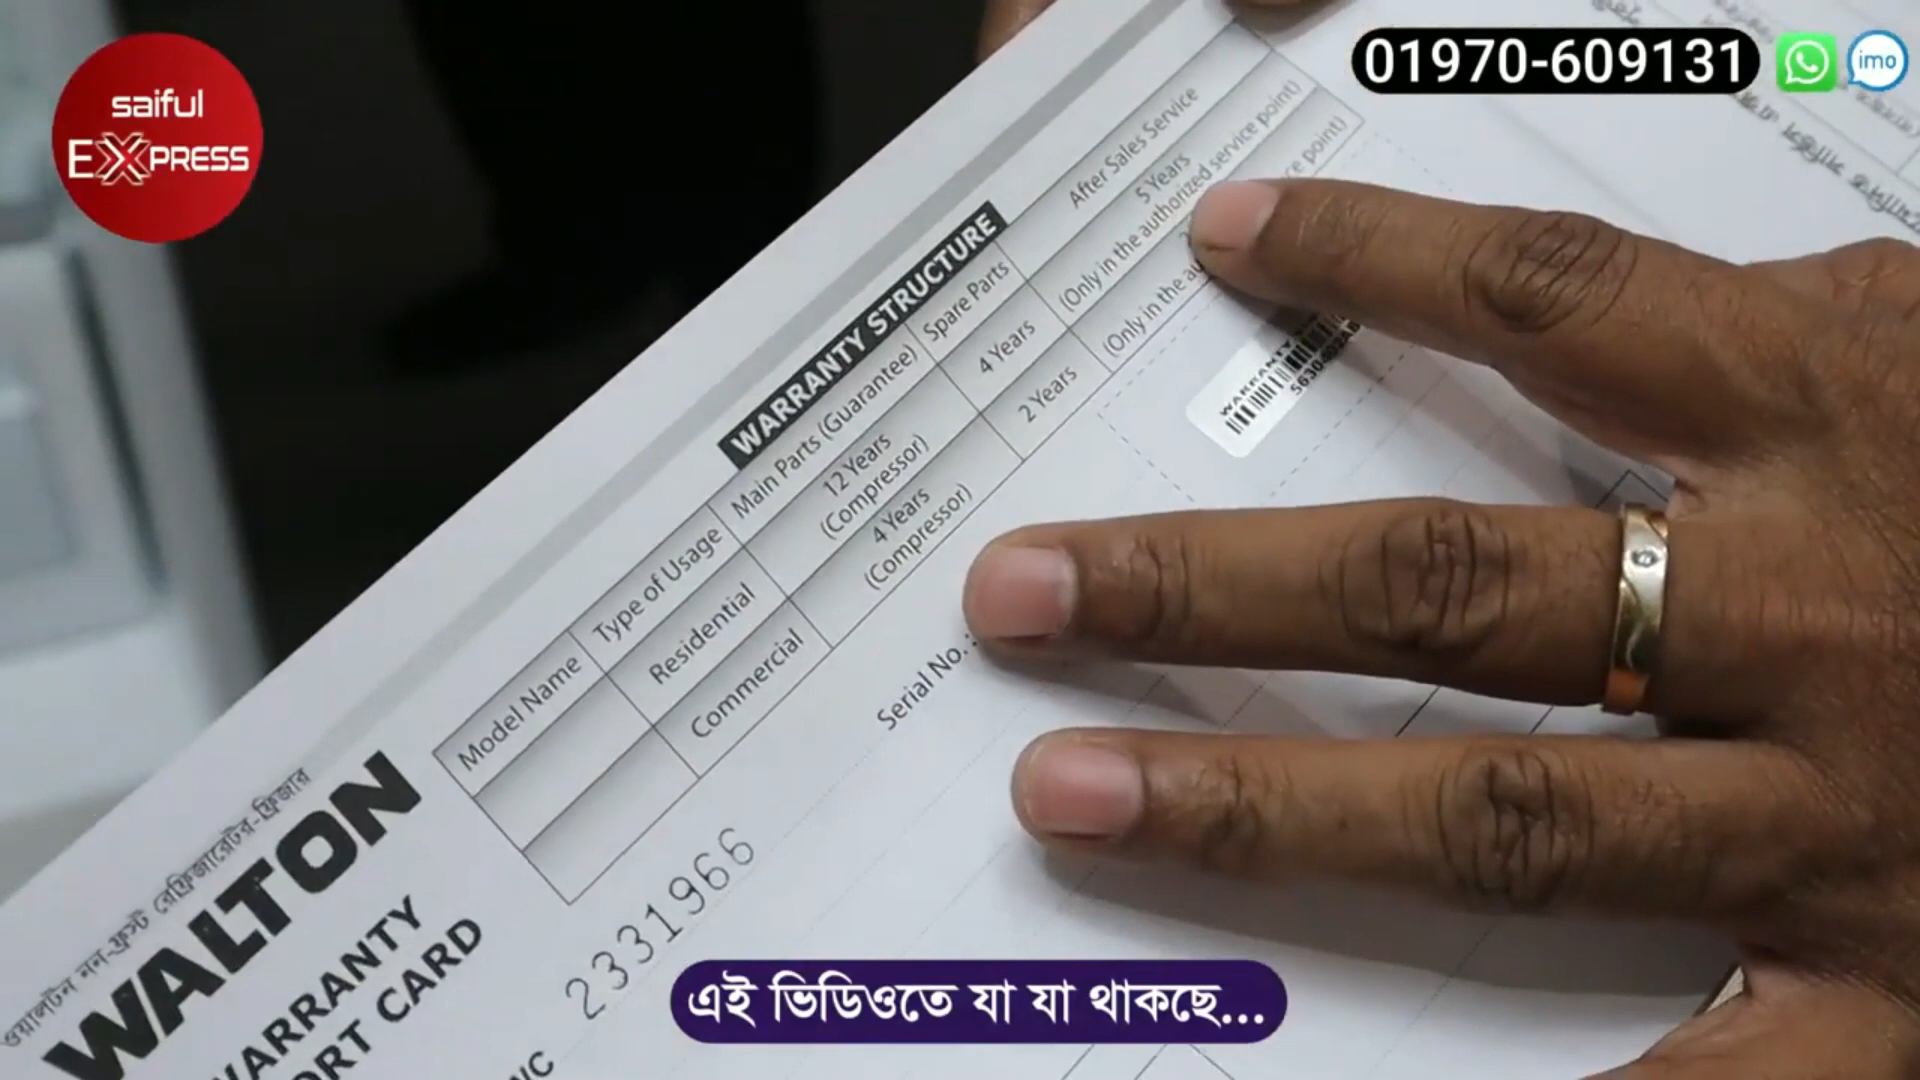 saiful
EXPRESS
01970-609131
imo
WARRANTY STRUCTURE
Model Name
Type of Usage
Main Parts (Guarantee)
Spare Parts
After Sales Service
Residential
12 Years
(Compressor)
4 Years
5 Years
(Only in the authorized service point)
Commercial
4 Years
(Compressor)
2 Years
(Only in the
point)
Serial No.:
ওয়ালটন নন-ফ্রস্ট রেফ্রিজারেটর-ফ্রিজার
WALTON
WARRANTY
CARD
2331966
এই ভিডিওতে যা যা থাকছে...